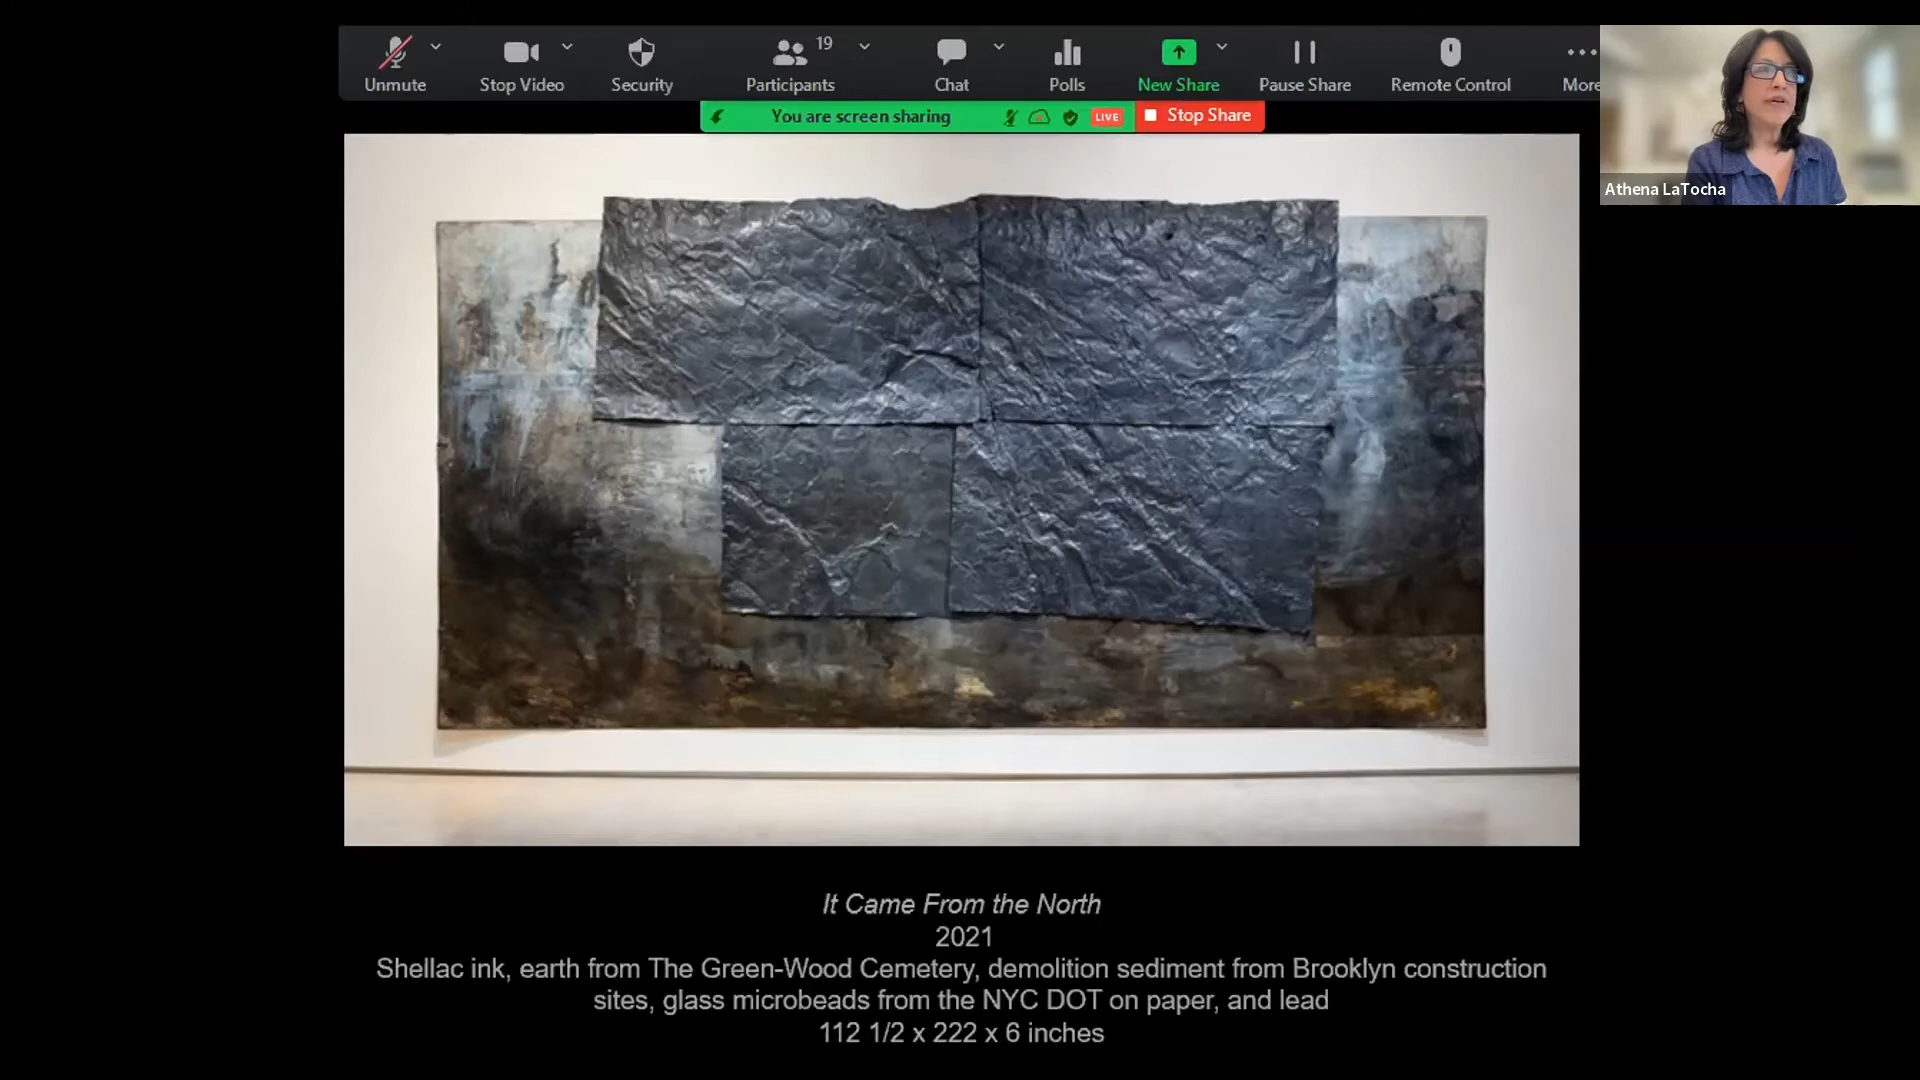 Unmute
Stop Video
Security
19
Participants
Chat
Polls
New Share
Pause Share
Remote Control
More
You are screen sharing
LIVE
Stop Share
Athena LaTocha
It Came From the North
2021
Shellac ink, earth from The Green-Wood Cemetery, demolition sediment from Brooklyn construction
sites, glass microbeads from the NYC DOT on paper, and lead
112 1/2 x 222 x 6 inches